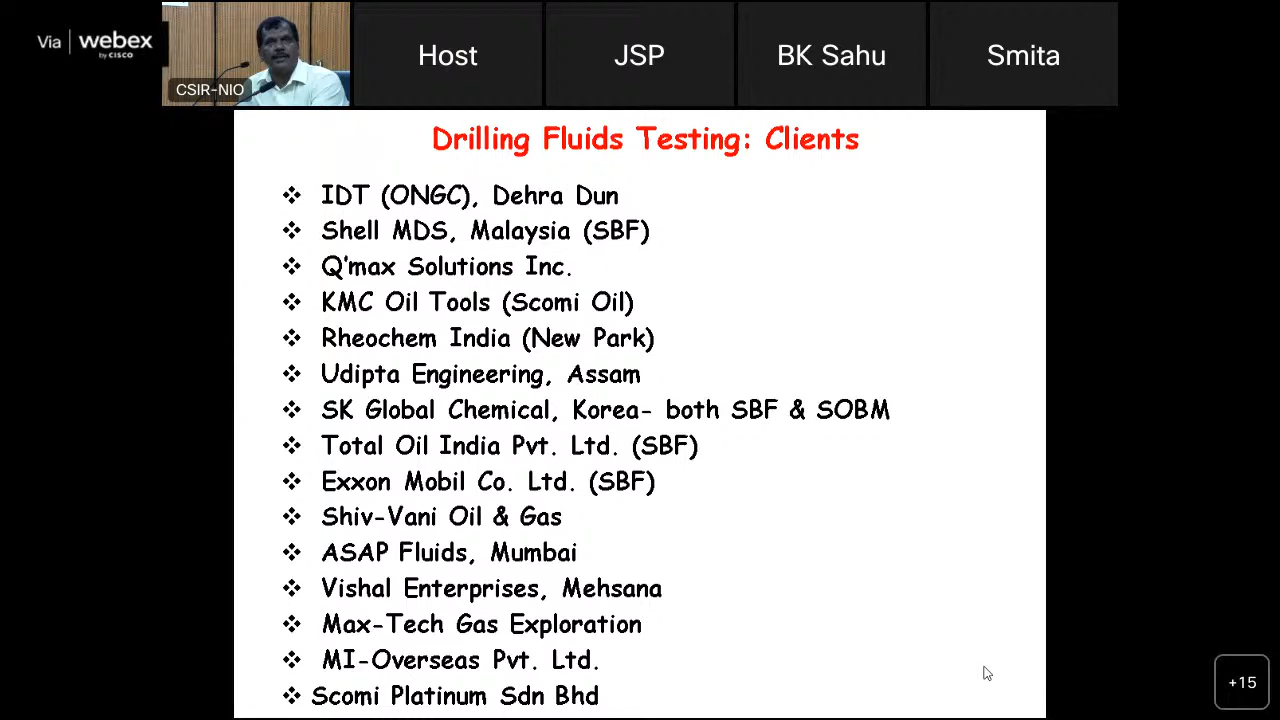 Via webex
by CISCO
CSIR-NIO
Host
JSP
BK Sahu
Smita
Drilling Fluids Testing: Clients
❖ IDT (ONGC), Dehra Dun
❖ Shell MDS, Malaysia (SBF)
❖ Q'max Solutions Inc.
❖ KMC Oil Tools (Scomi Oil)
❖ Rheochem India (New Park)
❖ Udipta Engineering, Assam
❖ SK Global Chemical, Korea- both SBF & SOBM
❖ Total Oil India Pvt. Ltd. (SBF)
❖ Exxon Mobil Co. Ltd. (SBF)
❖ Shiv-Vani Oil & Gas
❖ ASAP Fluids, Mumbai
❖ Vishal Enterprises, Mehsana
❖ Max-Tech Gas Exploration
❖ MI-Overseas Pvt. Ltd.
❖ Scomi Platinum Sdn Bhd
+15